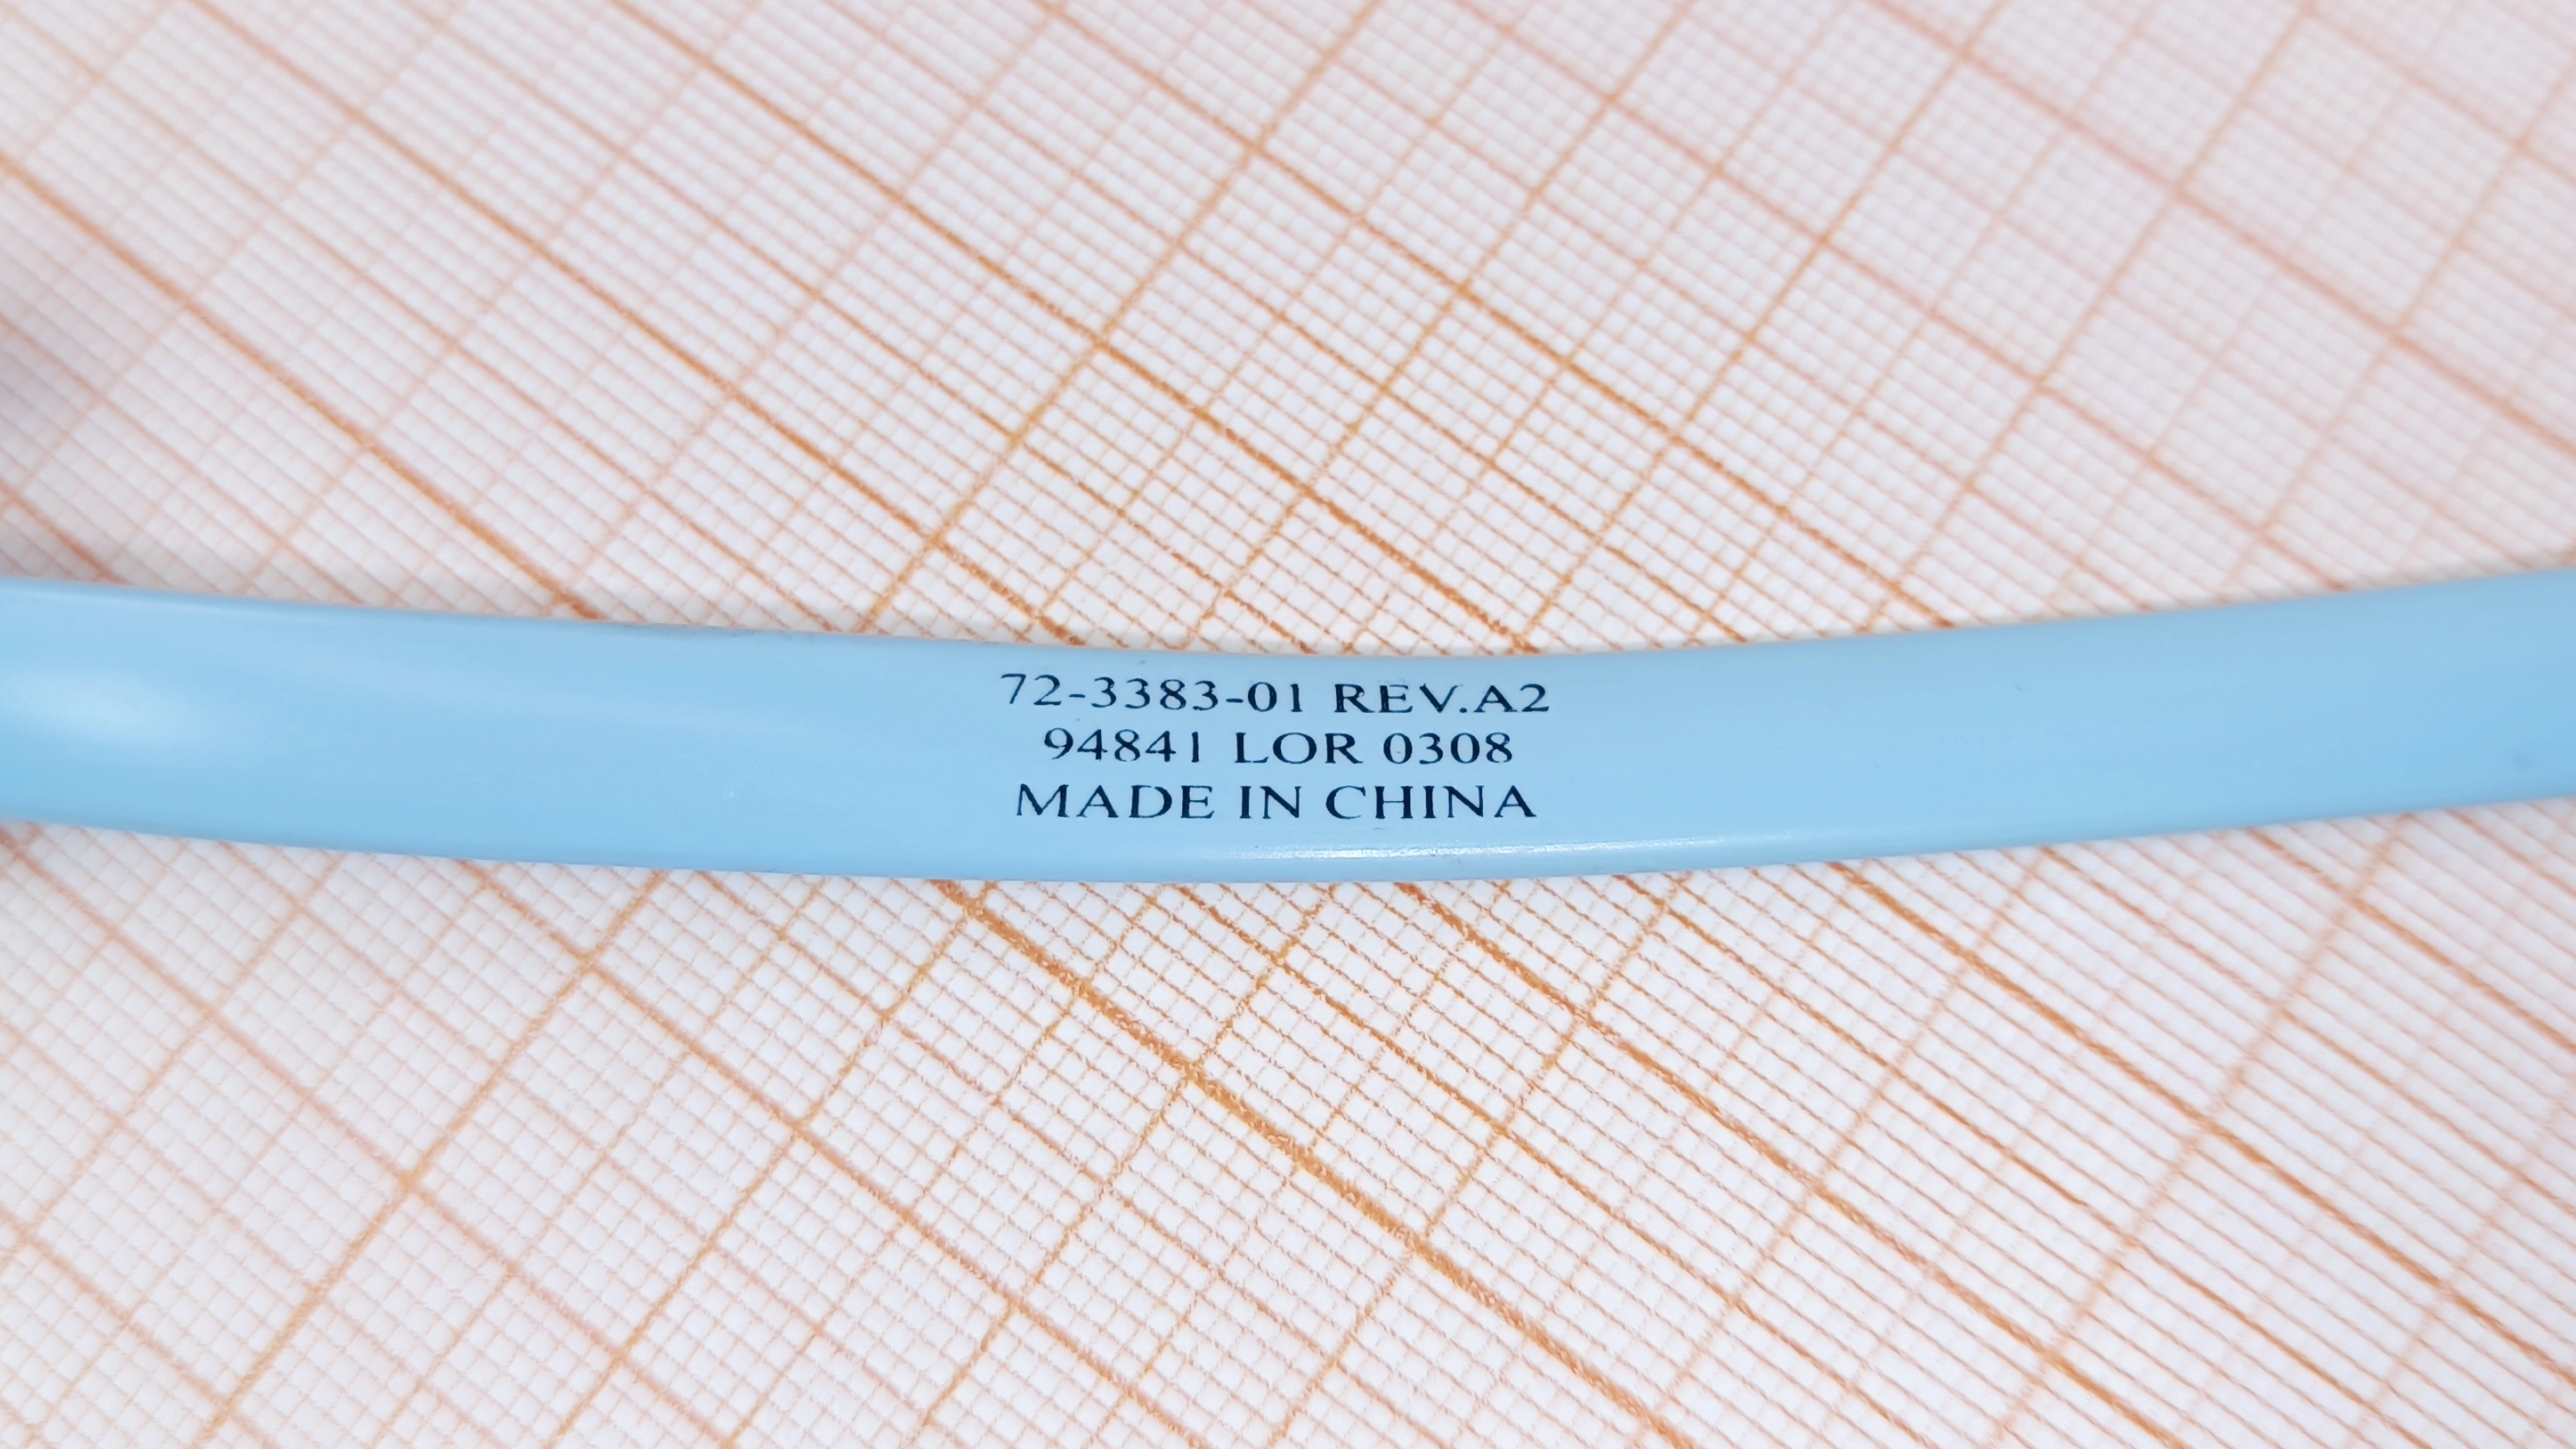 72-3383-01 REV.A2
94841 LOR 0308
MADE IN CHINA